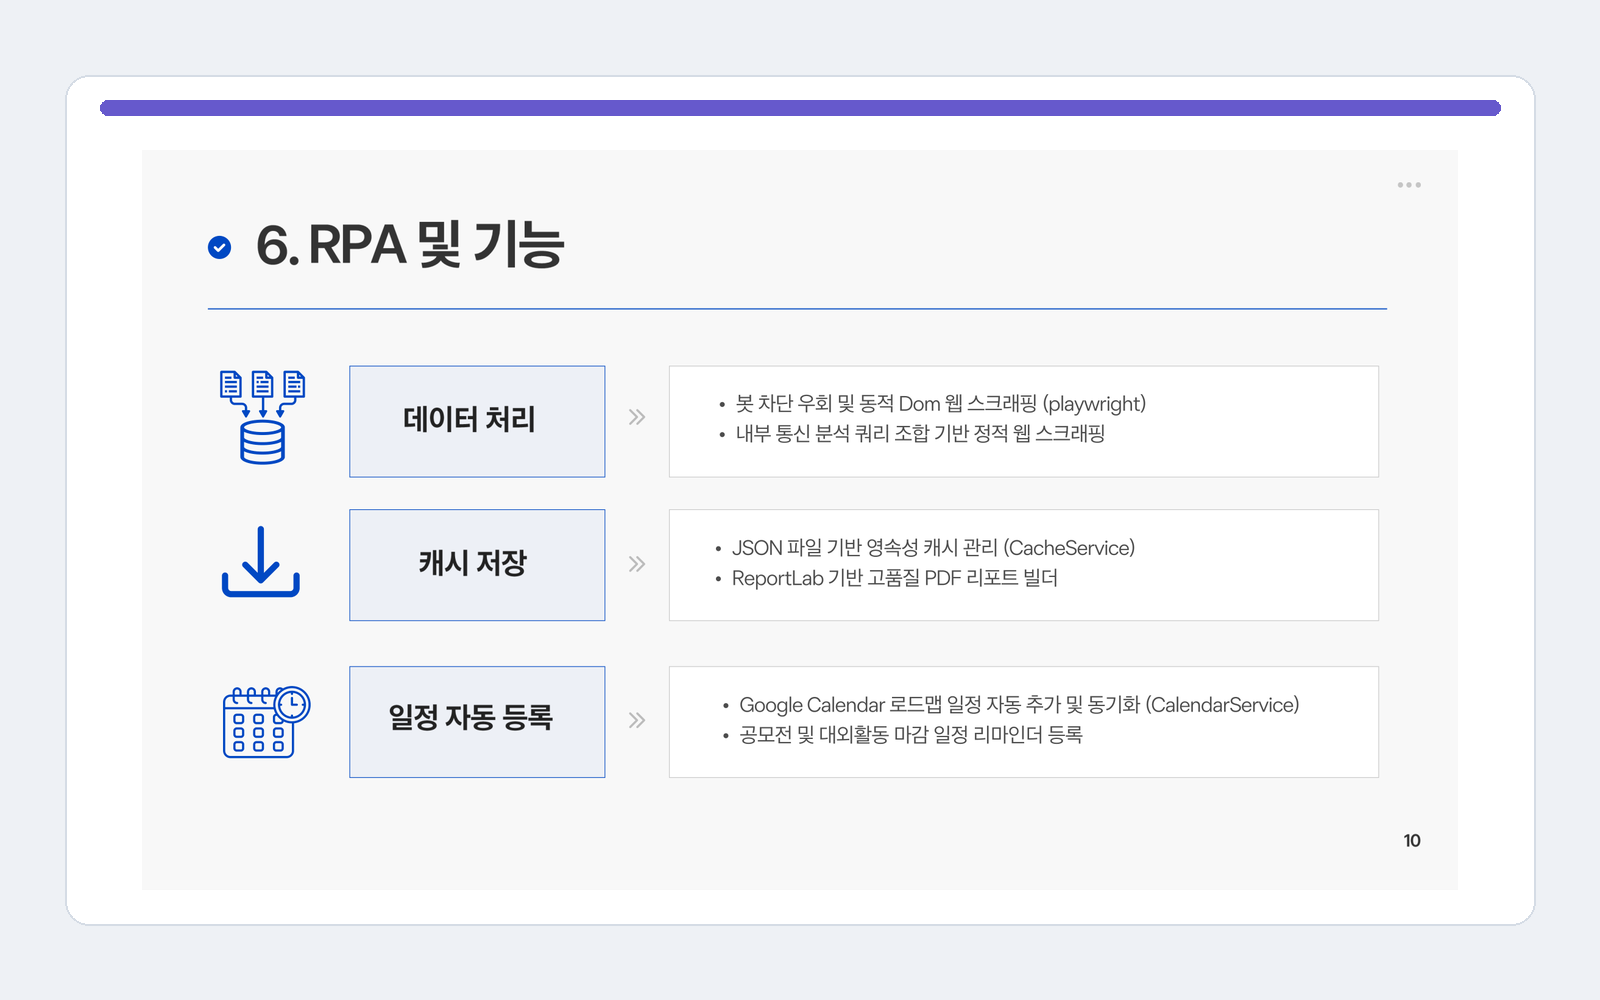 6. RPA 및 기능
데이터 처리
• 봇 차단 우회 및 동적 Dom 웹 스크래핑 (playwright)
• 내부 통신 분석 쿼리 조합 기반 정적 웹 스크래핑
캐시 저장
• JSON 파일 기반 영속성 캐시 관리 (CacheService)
• ReportLab 기반 고품질 PDF 리포트 빌더
일정 자동 등록
• Google Calendar 로드맵 일정 자동 추가 및 동기화 (CalendarService)
• 공모전 및 대외활동 마감 일정 리마인더 등록
10